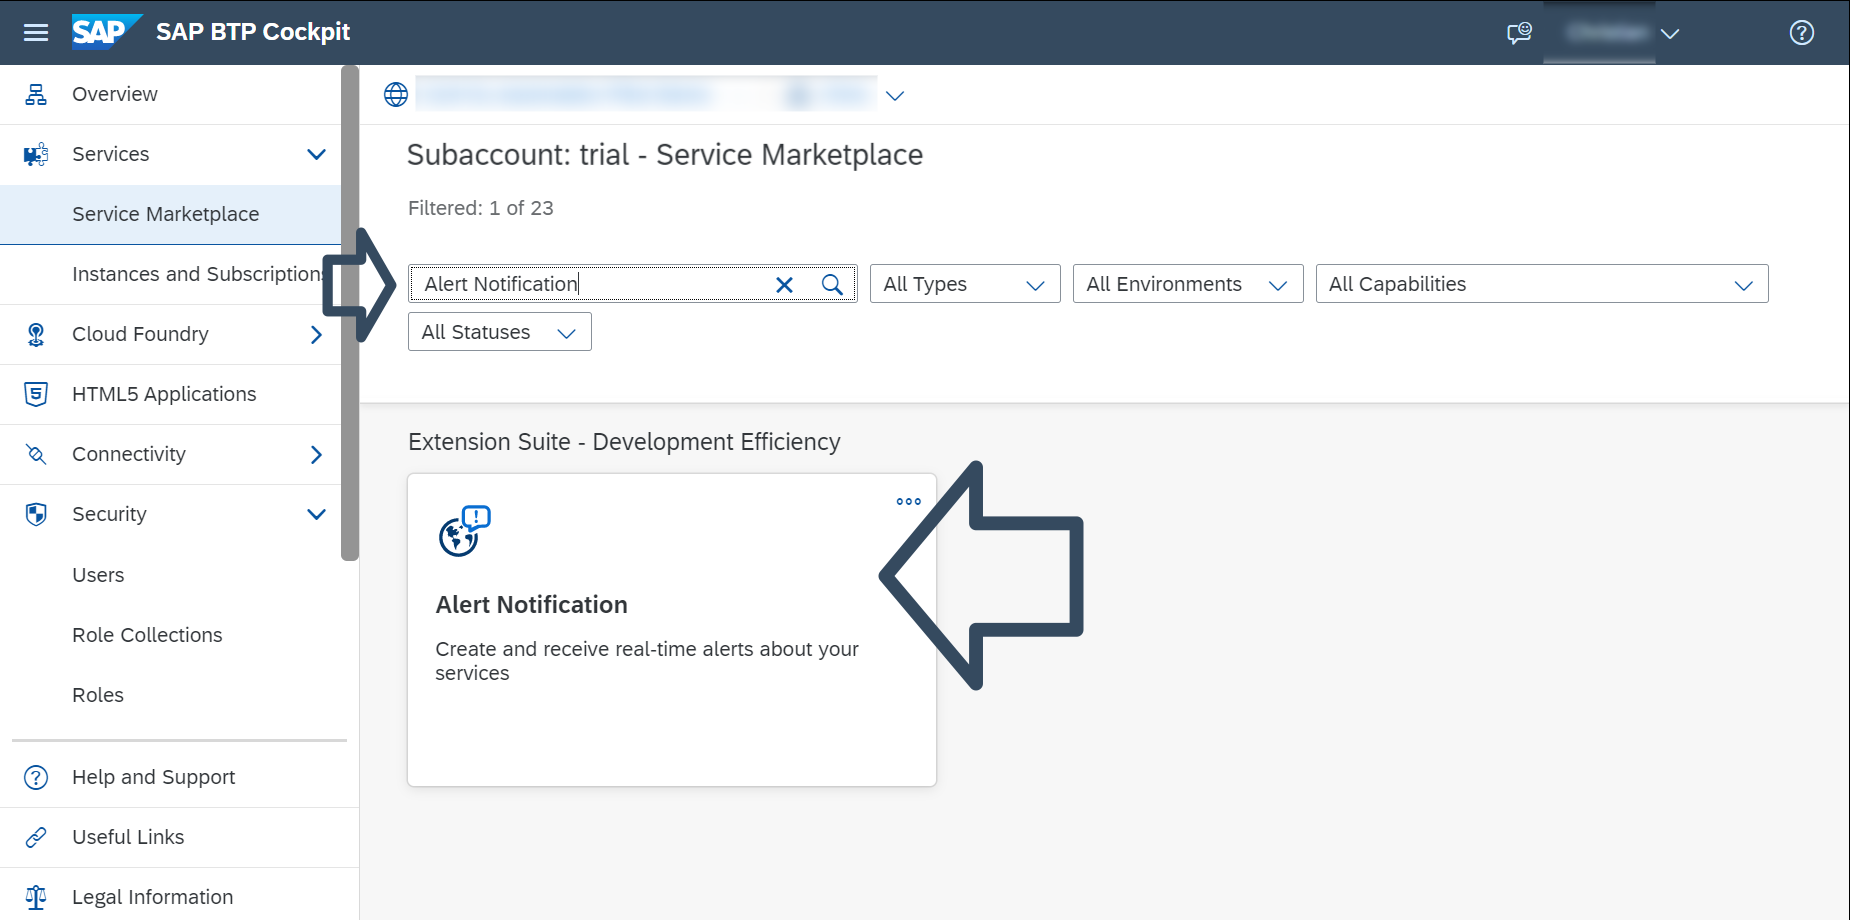 SAP SAP BTP Cockpit
Overview
Services
Service Marketplace
Instances and Subscriptions
Cloud Foundry
HTML5 Applications
Connectivity
Security
Users
Role Collections
Roles
Help and Support
Useful Links
Legal Information
Subaccount: trial - Service Marketplace
Filtered: 1 of 23
Alert Notification
All Types
All Environments
All Capabilities
All Statuses
Extension Suite - Development Efficiency
Alert Notification
Create and receive real-time alerts about your
services